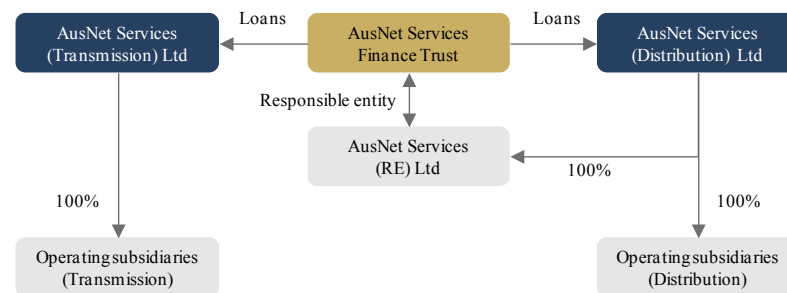 Loans
Loans
AusNet Services
(Transmission) Ltd
AusNet Services
Finance Trust
AusNet Services
(Distribution) Ltd
Responsible entity
AusNet Services
(RE) Ltd
100%
100%
100%
Operating subsidiaries
(Transmission)
Operating subsidiaries
(Distribution)